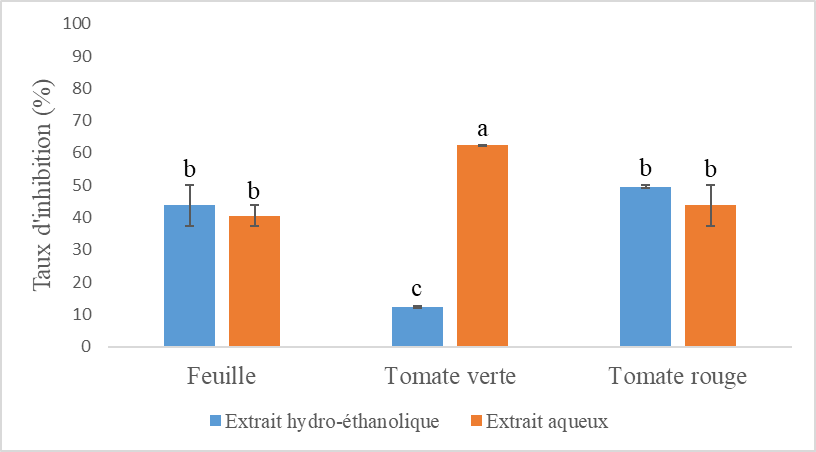 Taux d'inhibition (%)
100
90
80
70
60
50
40
30
20
10
0
b
b
c
a
b
b
Feuille
Tomate verte
Tomate rouge
Extrait hydro-éthanolique
Extrait aqueux